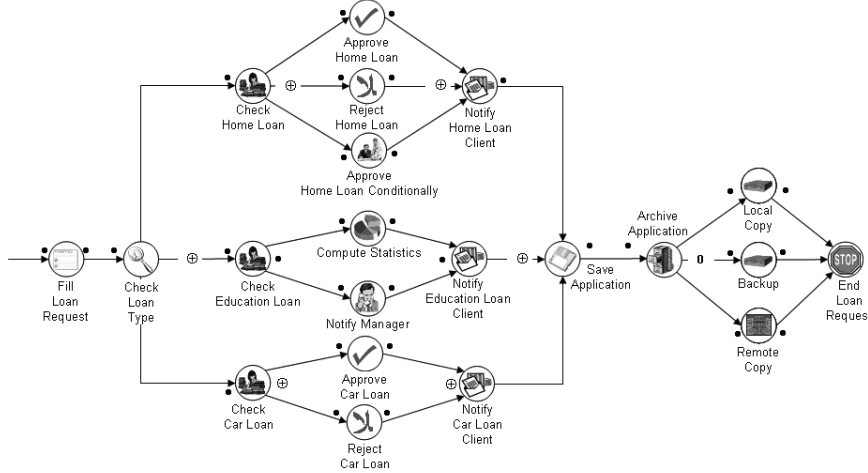 Approve
Home Loan
Check
Home Loan
Reject
Home Loan
Notify
Home Loan
Client
Approve
Home Loan Conditionally
Fill
Loan
Request
Check
Loan
Type
Check
Education Loan
Compute Statistics
Notify Manager
Notify
Education Loan
Client
Save
Application
Archive
Application
Local
Copy
Backup
Remote
Copy
STOP
End
Loan
Reques
Check
Car Loan
Approve
Car Loan
Reject
Car Loan
Notify
Car Loan
Client